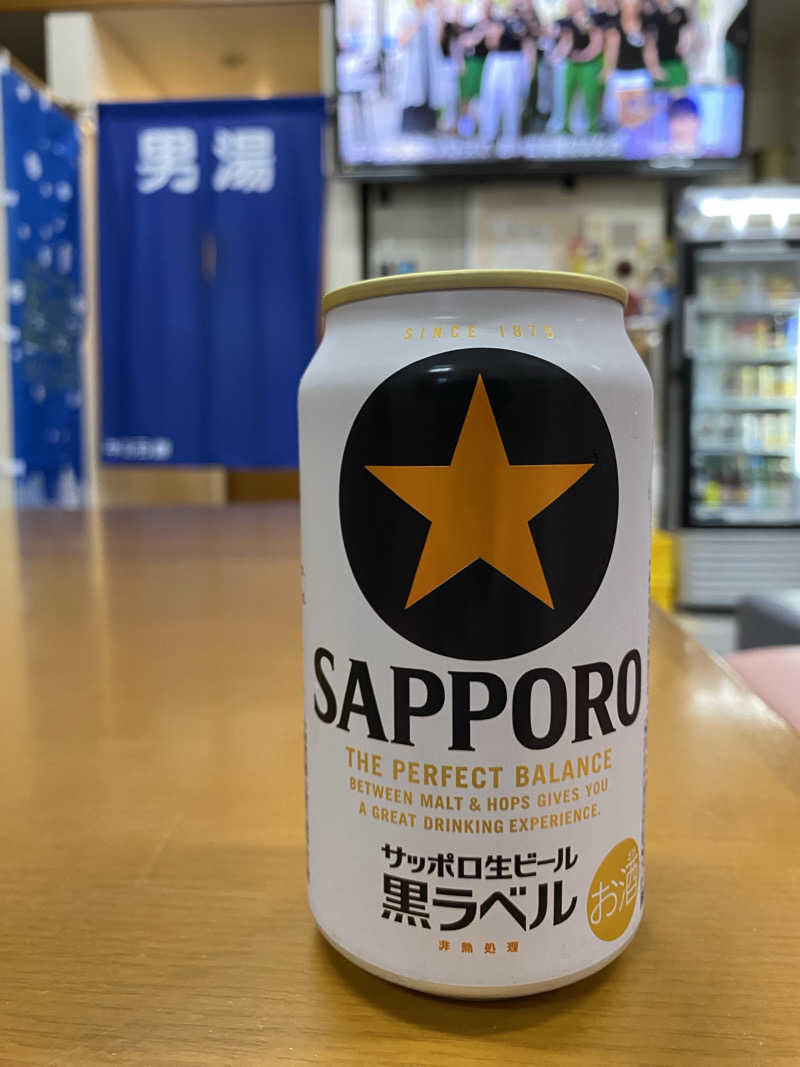 男湯
SINCE 1876
SAPPORO
THE PERFECT BALANCE
BETWEEN MALT & HOPS GIVES YOU
A GREAT DRINKING EXPERIENCE.
サッポロ生ビール
黒ラベル
お酒
非熱処理